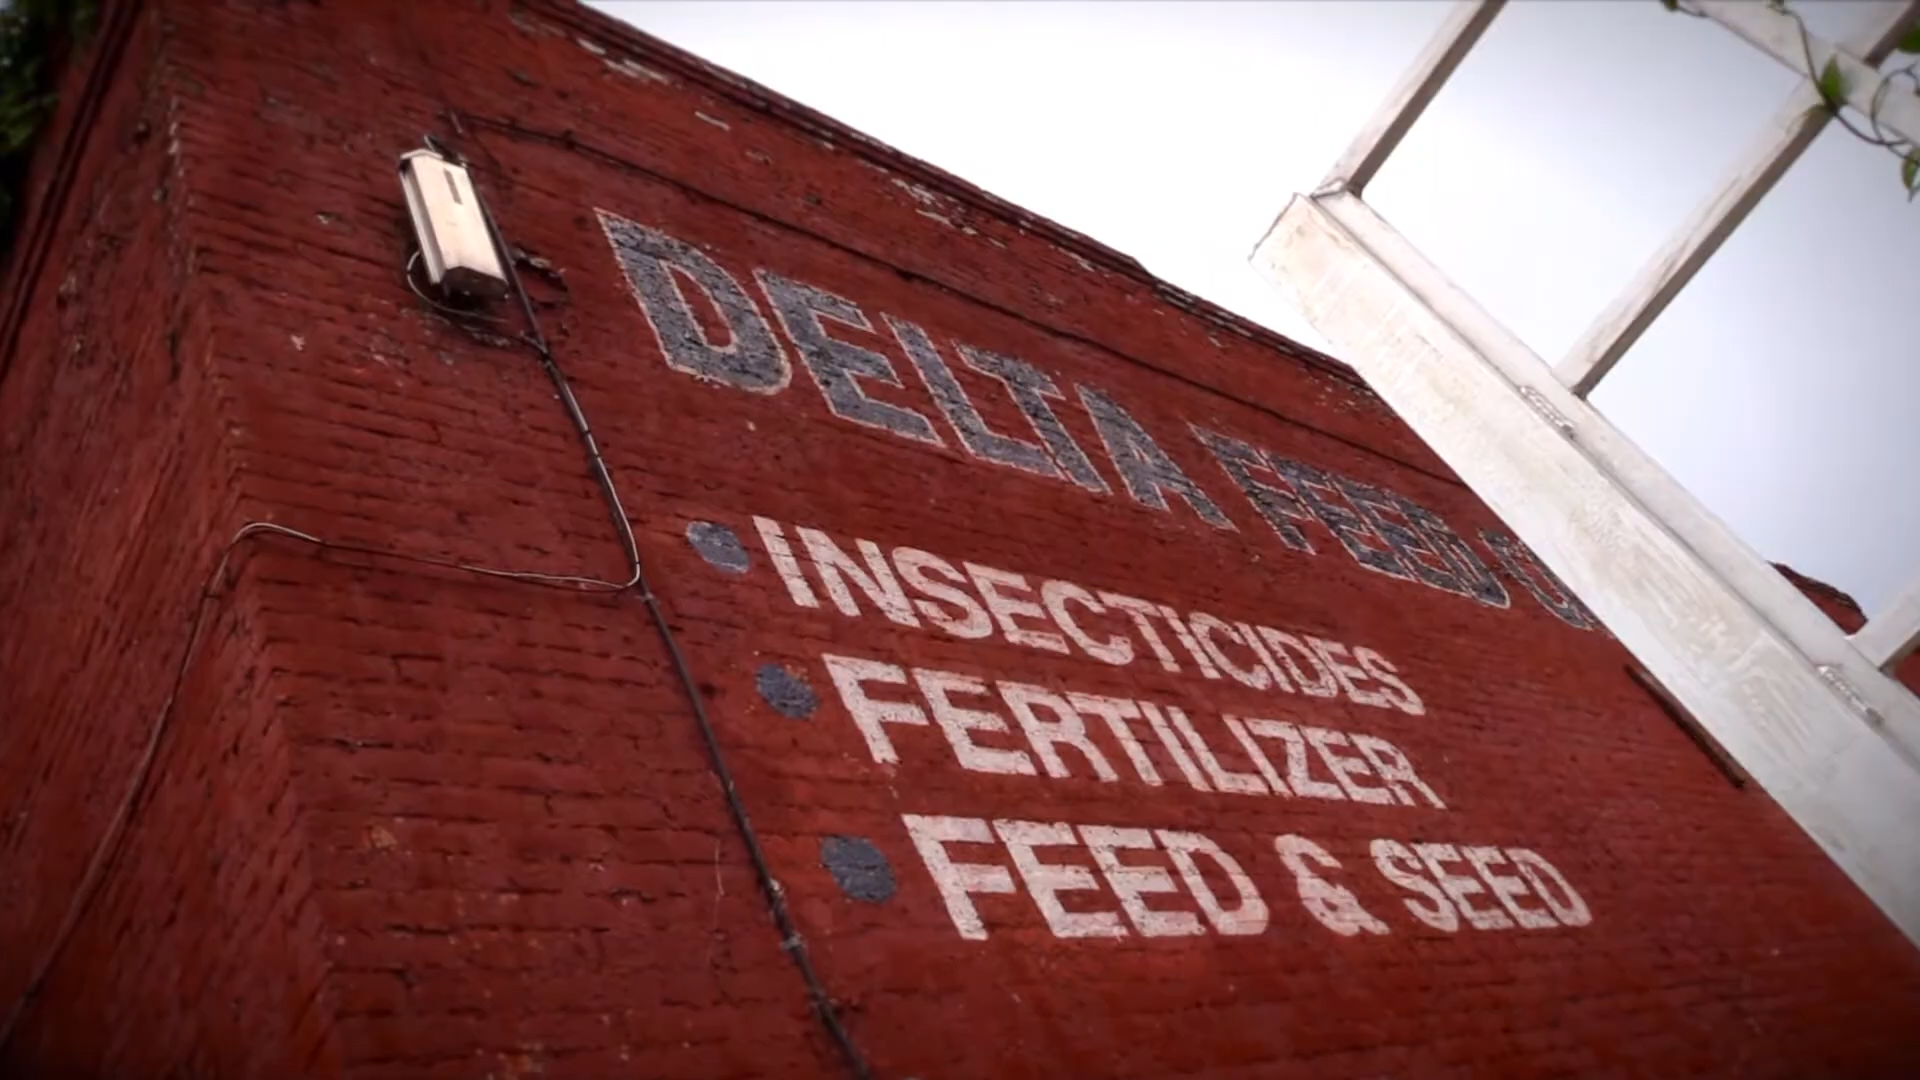 DELTA FEED
• INSECTICIDES
• FERTILIZER
• FEED & SEED